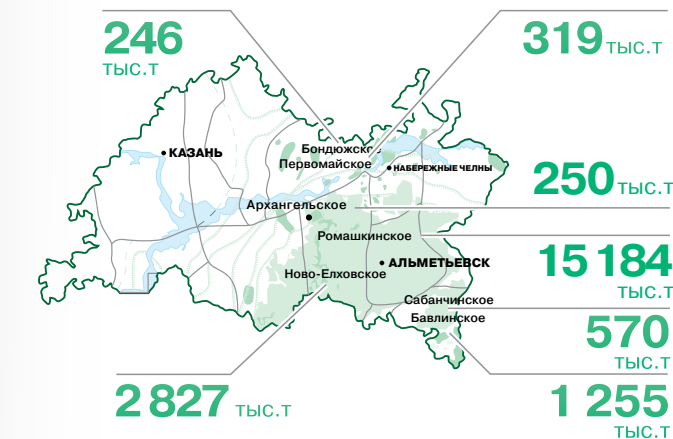 246
тыс.т
319 тыс.т
Бондюжско
Первомайское
КАЗАНЬ
НАБЕРЕЖНЫЕ ЧЕЛНЫ
250 тыс.т
Архангельское
Ромашкинское
АЛЬМЕТЬЕВСК
15 184
тыс.т
Ново-Елховское
Сабанчинское
Бавлинское
570
тыс.т
2 827 тыс.т
1 255
тыс.т